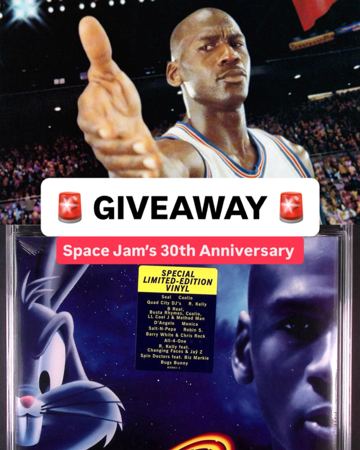 🚨 GIVEAWAY 🚨
Space Jam's 30th Anniversary
SPECIAL
LIMITED-EDITION
VINYL
Seal Coolio
Quad City DJ's R. Kelly
B Real,
Busta Rhymes, Coolio,
LL Cool J & Method Man
D'Angelo Monica
Salt-N-Pepa Robin S.
Barry White & Chris Rock
All-4-One
R. Kelly feat.
Changing Faces & Jay Z
Spin Doctors feat. Biz Markie
Bugs Bunny